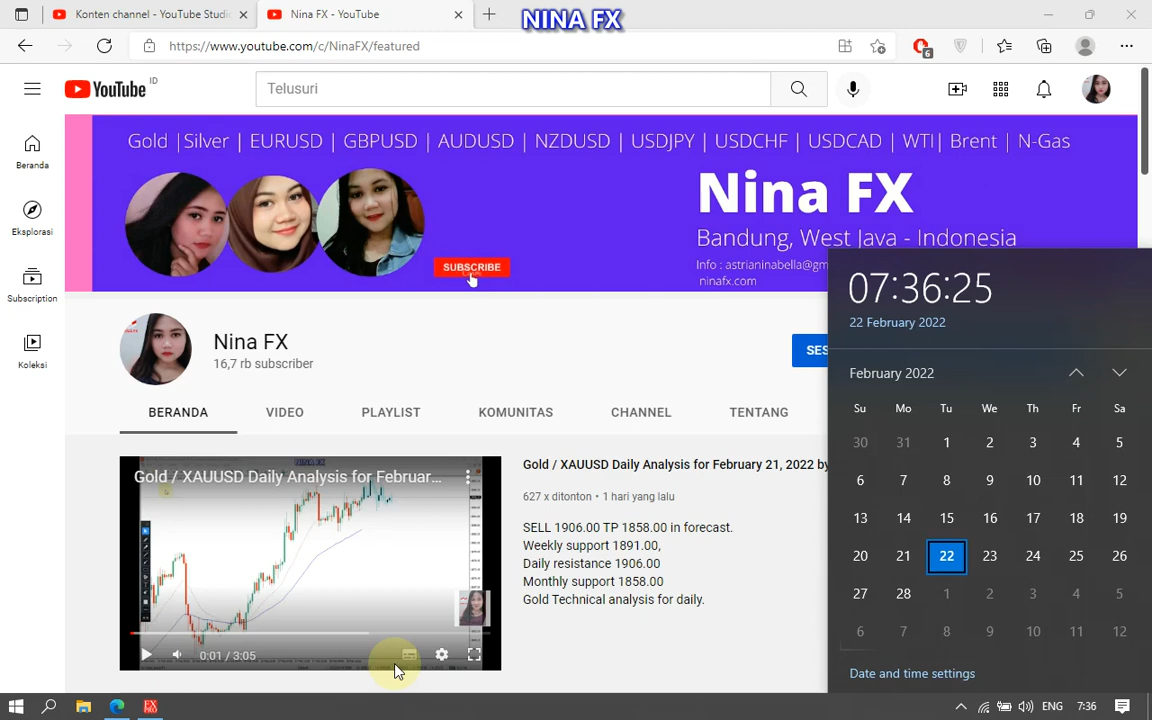 Konten channel - YouTube Studio
Nina FX - YouTube
NINA FX
https://www.youtube.com/c/NinaFX/featured
6
YouTube ID
Telusuri
Beranda
Eksplorasi
Subscription
Koleksi
Gold |Silver | EURUSD | GBPUSD | AUDUSD | NZDUSD | USDJPY | USDCHF | USDCAD | WTI| Brent | N-Gas
Nina FX
Bandung, West Java - Indonesia
Info : astrianinabella@gm
ninafx.com
SUBSCRIBE
Nina FX
16,7 rb subscriber
SES
BERANDA VIDEO PLAYLIST KOMUNITAS CHANNEL TENTANG
Gold / XAUUSD Daily Analysis for Februar...
0:01 / 3:05
Gold / XAUUSD Daily Analysis for February 21, 2022 by
627 x ditonton • 1 hari yang lalu
SELL 1906.00 TP 1858.00 in forecast.
Weekly support 1891.00,
Daily resistance 1906.00
Monthly support 1858.00
Gold Technical analysis for daily.
07:36:25
22 February 2022
February 2022
Su Mo Tu We Th Fr Sa
30 31 1 2 3 4 5
6 7 8 9 10 11 12
13 14 15 16 17 18 19
20 21 22 23 24 25 26
27 28 1 2 3 4 5
6 7 8 9 10 11 12
Date and time settings
ENG 7:36